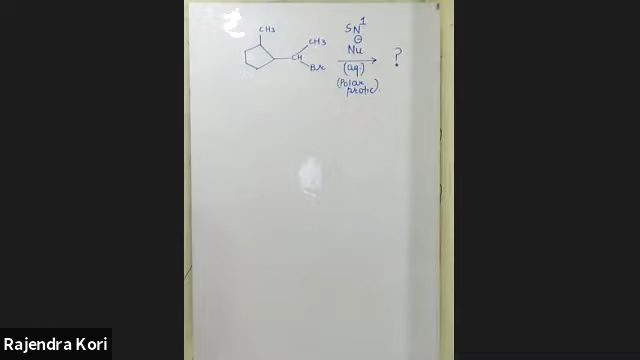 CH3
CH3
CH
Br
SN1
⊖
Nu
(aq.)
(Polar
protic).
?
Rajendra Kori